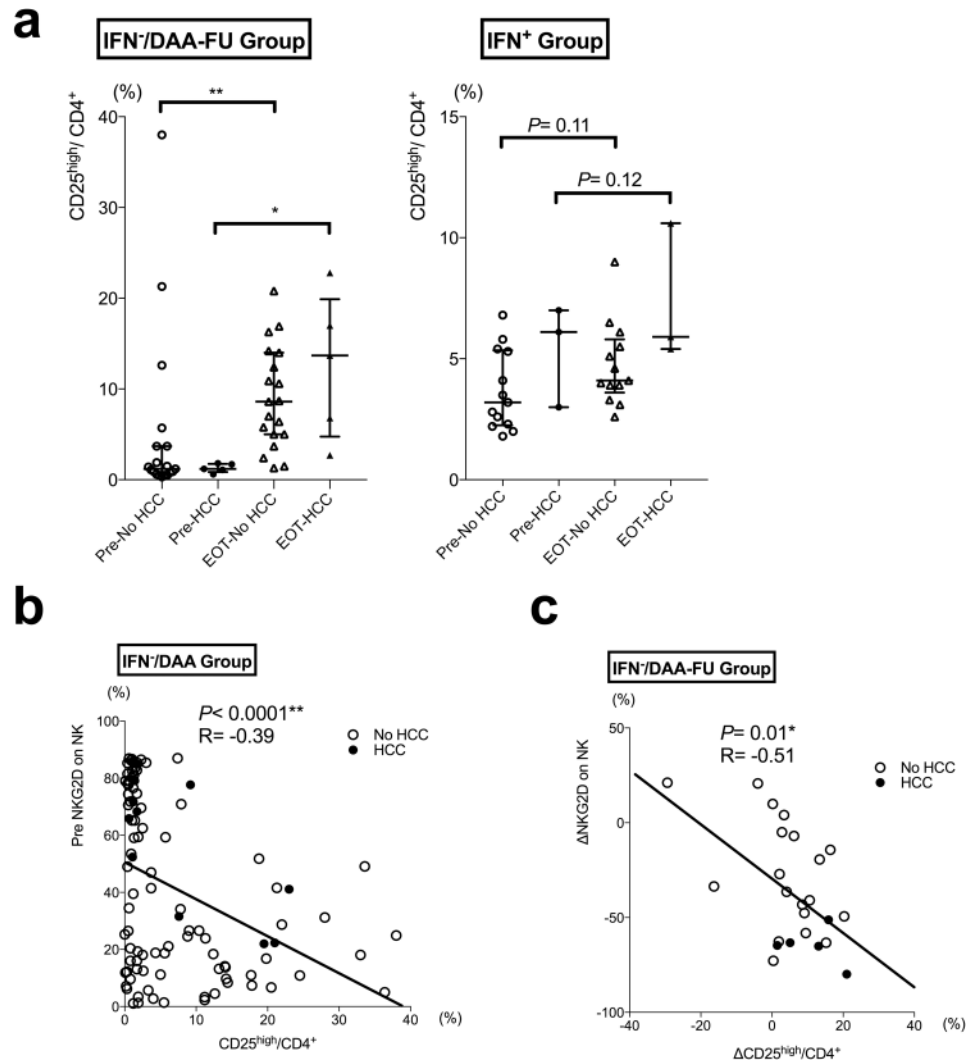 a
IFN⁻/DAA-FU Group
IFN⁺ Group
(%)
CD25ʰⁱᵍʰ/ CD4⁺
40
30
20
10
0
**
*
Pre-No HCC
Pre-HCC
EOT-No HCC
EOT-HCC
(%)
CD25ʰⁱᵍʰ/ CD4⁺
15
10
5
0
P= 0.11
P= 0.12
Pre-No HCC
Pre-HCC
EOT-No HCC
EOT-HCC
b
IFN⁻/DAA Group
(%)
P< 0.0001**
R= -0.39
No HCC
HCC
Pre NKG2D on NK
100
80
60
40
20
0
0
10
20
30
40
(%)
CD25ʰⁱᵍʰ/CD4⁺
c
IFN⁻/DAA-FU Group
(%)
P= 0.01*
R= -0.51
No HCC
HCC
ΔNKG2D on NK
50
0
-50
-100
-40
-20
0
20
40
(%)
ΔCD25ʰⁱᵍʰ/CD4⁺